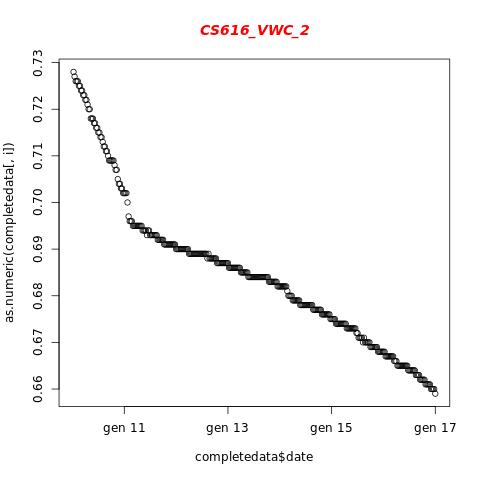 CS616_VWC_2
as.numeric(completedata[, i])
0.73
0.72
0.71
0.70
0.69
0.68
0.67
0.66
gen 11
gen 13
gen 15
gen 17
completedata$date